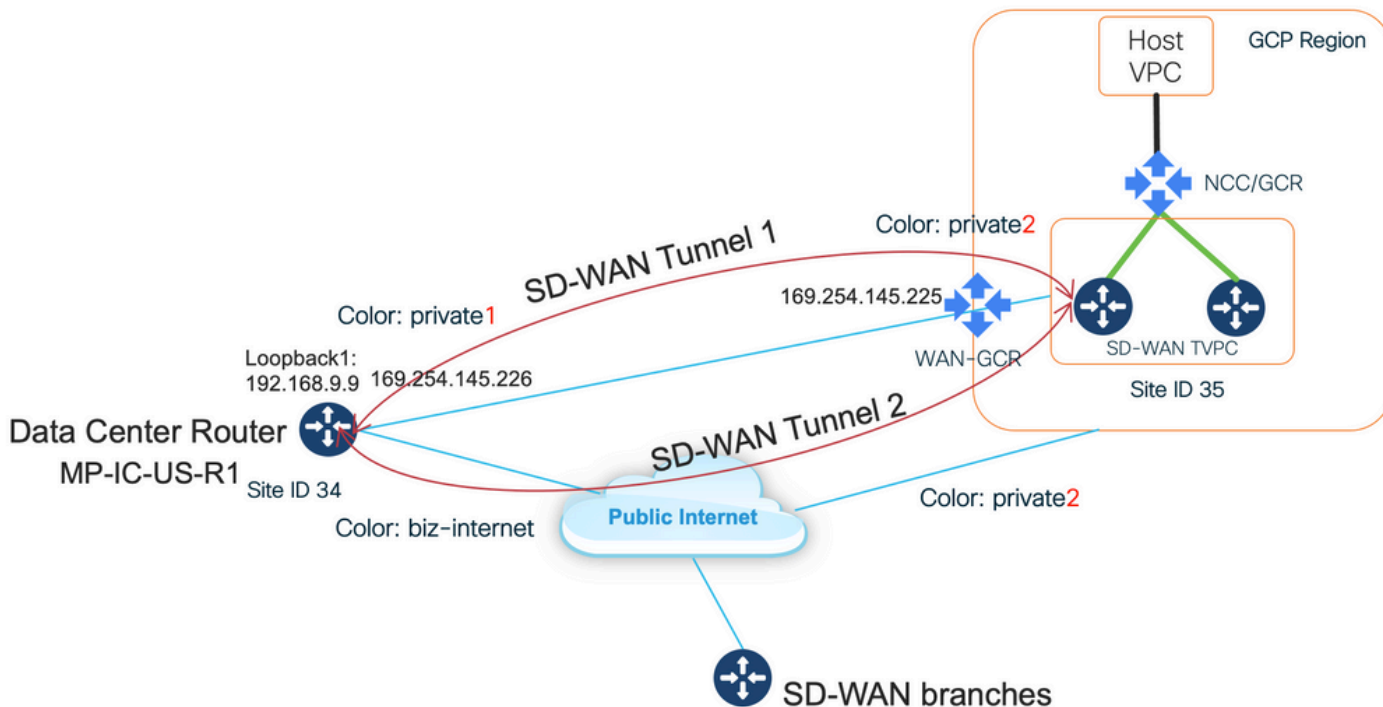 Host
VPC
GCP Region
NCC/GCR
Color: private2
SD-WAN Tunnel 1
169.254.145.225
Color: private1
WAN-GCR
SD-WAN TVPC
Loopback1:
192.168.9.9
169.254.145.226
Site ID 35
Data Center Router
MP-IC-US-R1
Site ID 34
SD-WAN Tunnel 2
Color: biz-internet
Public Internet
Color: private2
SD-WAN branches